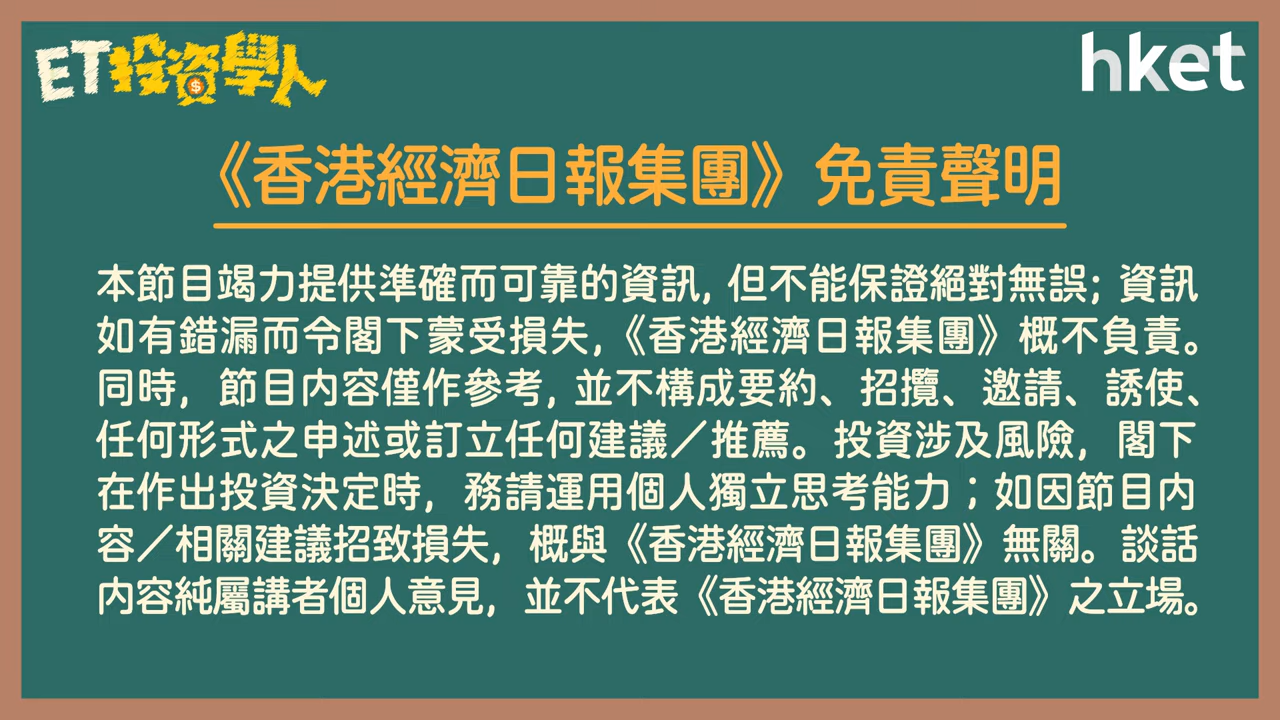 ET投資學人
hket
《香港經濟日報集團》免責聲明
本節目竭力提供準確而可靠的資訊, 但不能保證絕對無誤; 資訊
如有錯漏而令閣下蒙受損失,《香港經濟日報集團》概不負責。
同時, 節目內容僅作參考, 並不構成要約、招攬、邀請、誘使、
任何形式之申述或訂立任何建議／推薦。投資涉及風險, 閣下
在作出投資決定時, 務請運用個人獨立思考能力；如因節目內
容／相關建議招致損失, 概與《香港經濟日報集團》無關。談話
內容純屬講者個人意見, 並不代表《香港經濟日報集團》之立場。